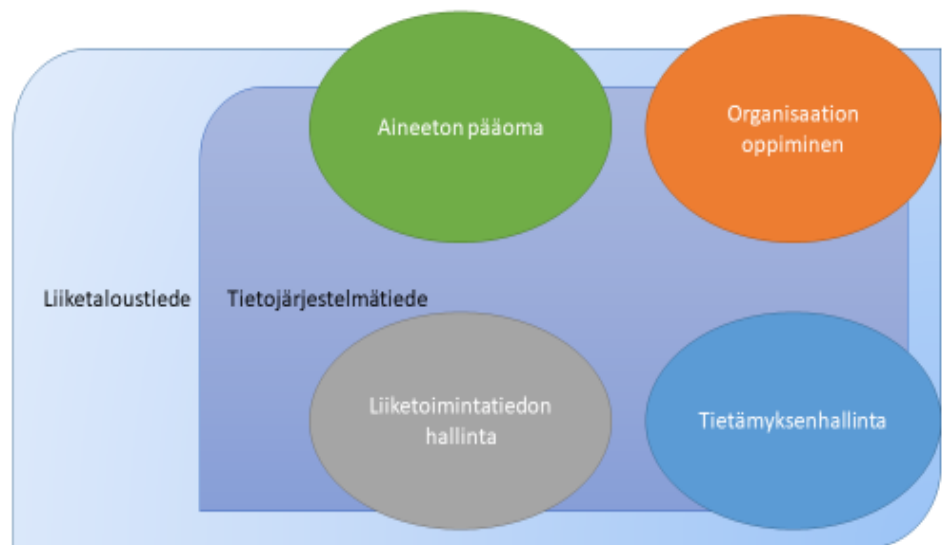 Aineeton pääoma
Organisaation
oppiminen
Liiketaloustiede
Tietojärjestelmätiede
Liiketoimintatiedon
hallinta
Tietämyksenhallinta